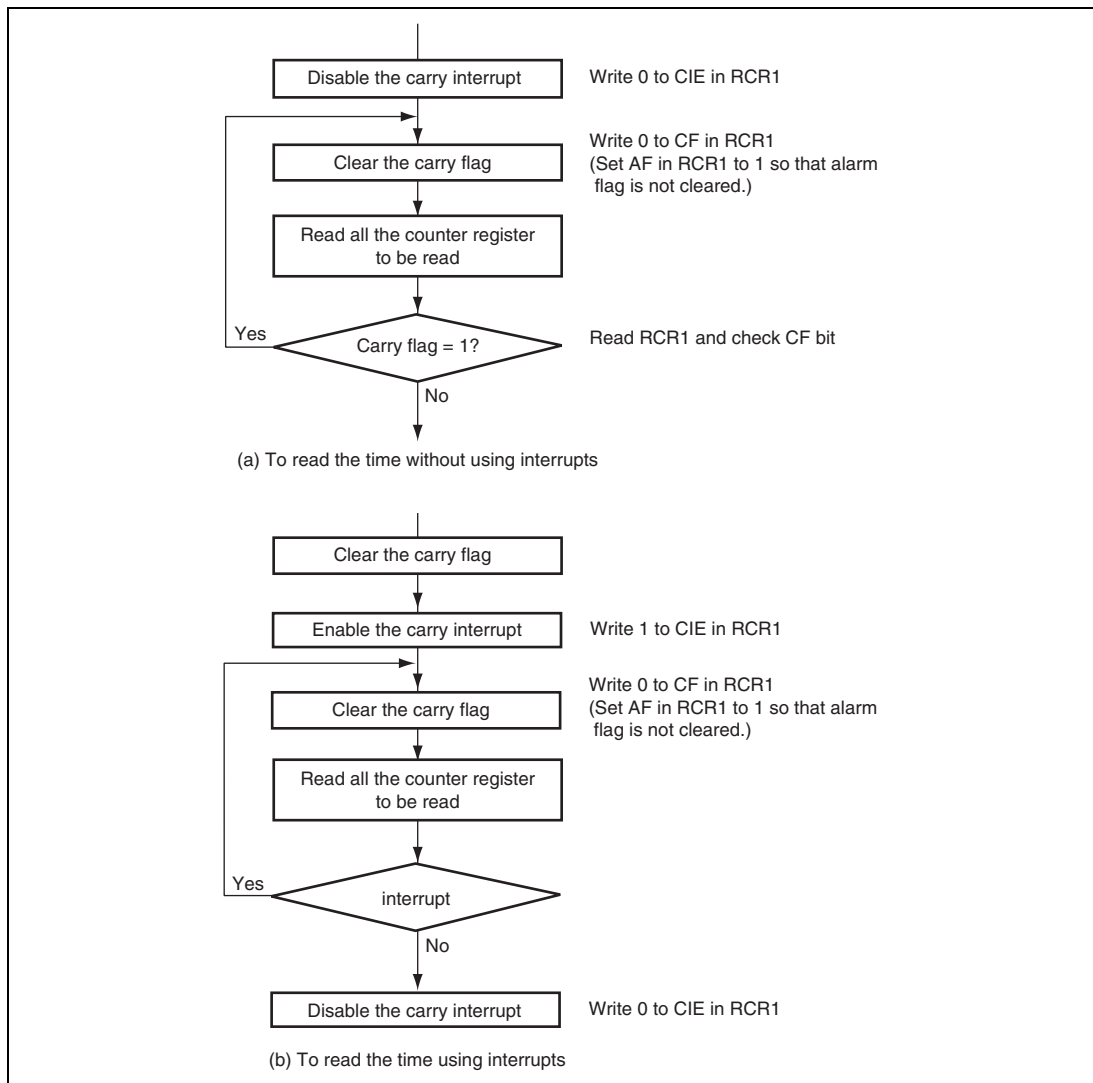 Disable the carry interrupt
Write 0 to CIE in RCR1
Clear the carry flag
Write 0 to CF in RCR1
(Set AF in RCR1 to 1 so that alarm
flag is not cleared.)
Read all the counter register
to be read
Yes
Carry flag = 1?
Read RCR1 and check CF bit
No
(a) To read the time without using interrupts
Clear the carry flag
Enable the carry interrupt
Write 1 to CIE in RCR1
Clear the carry flag
Write 0 to CF in RCR1
(Set AF in RCR1 to 1 so that alarm
flag is not cleared.)
Read all the counter register
to be read
Yes
interrupt
No
Disable the carry interrupt
Write 0 to CIE in RCR1
(b) To read the time using interrupts